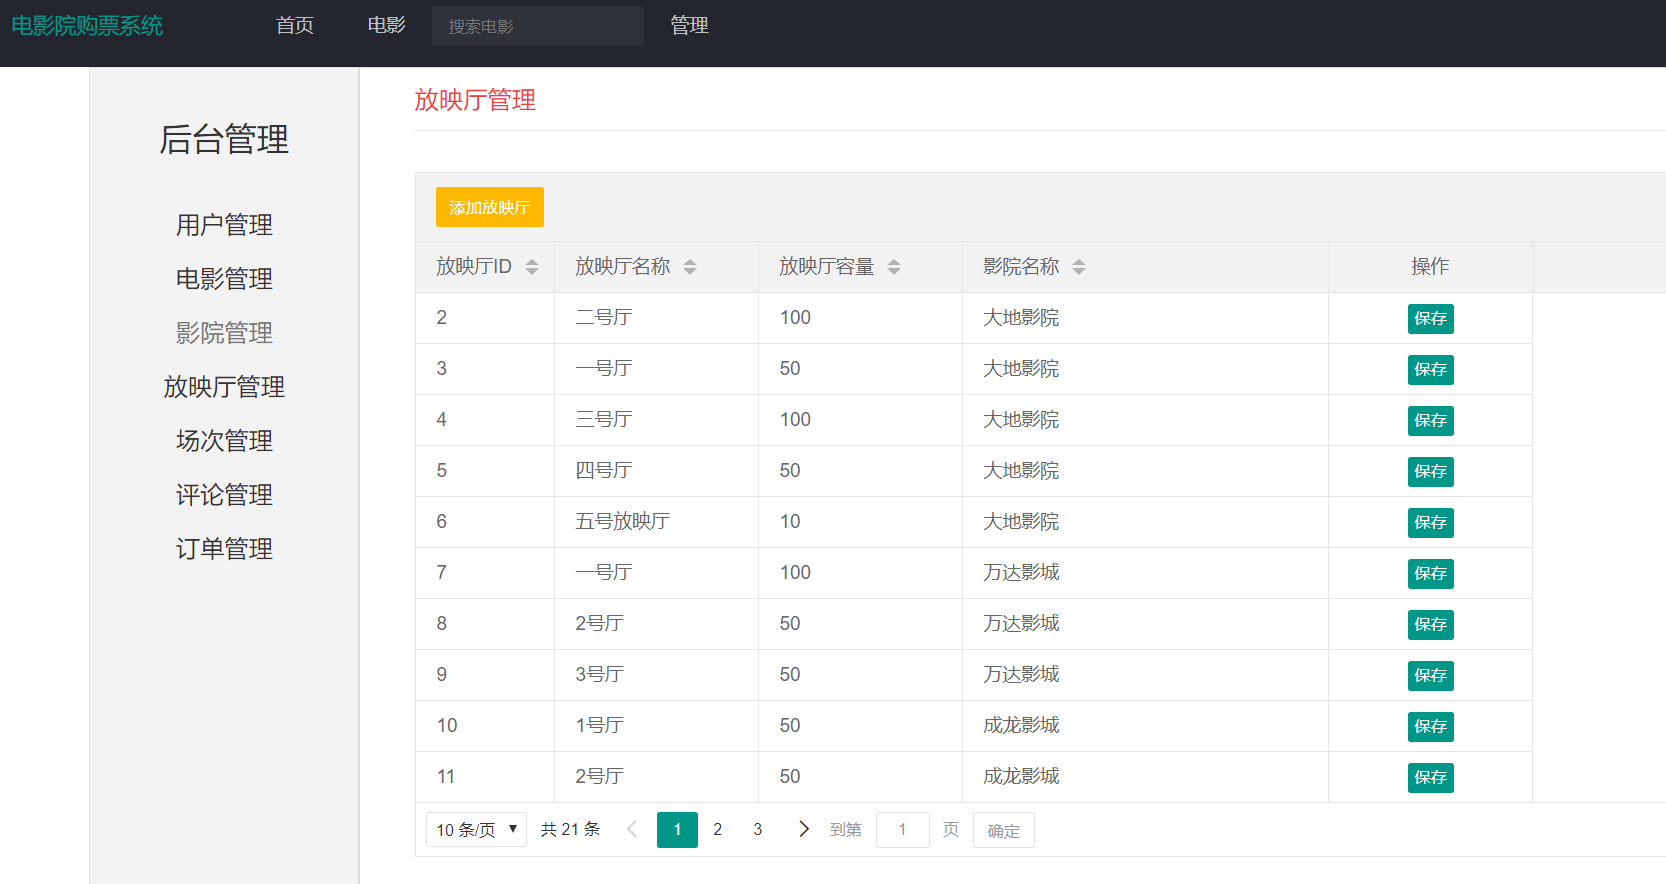 电影院购票系统 首页 电影 搜索电影 管理
后台管理
用户管理
电影管理
影院管理
放映厅管理
场次管理
评论管理
订单管理
放映厅管理
添加放映厅
放映厅ID 放映厅名称 放映厅容量 影院名称 操作
2 二号厅 100 大地影院 保存
3 一号厅 50 大地影院 保存
4 三号厅 100 大地影院 保存
5 四号厅 50 大地影院 保存
6 五号放映厅 10 大地影院 保存
7 一号厅 100 万达影城 保存
8 2号厅 50 万达影城 保存
9 3号厅 50 万达影城 保存
10 1号厅 50 成龙影城 保存
11 2号厅 50 成龙影城 保存
10 条/页 共 21 条 1 2 3 到第 1 页 确定